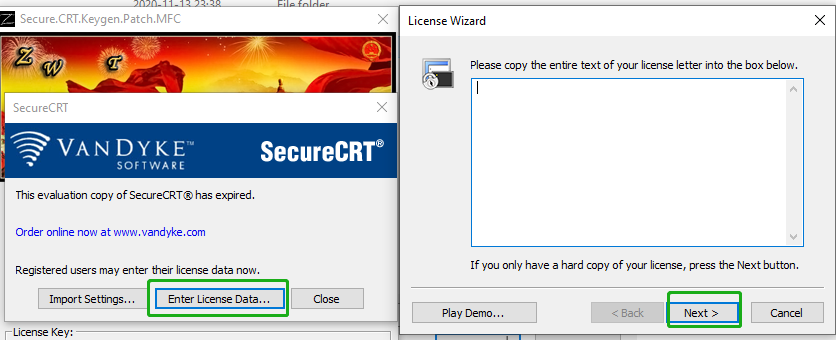 2020-11-13 23:38
File folder
Secure.CRT.Keygen.Patch.MFC
Z W T
SecureCRT
VANDYKE™
SOFTWARE
SecureCRT®
This evaluation copy of SecureCRT® has expired.
Order online now at www.vandyke.com
Registered users may enter their license data now.
Import Settings...
Enter License Data...
Close
License Key:
License Wizard
Please copy the entire text of your license letter into the box below.
If you only have a hard copy of your license, press the Next button.
Play Demo...
< Back
Next >
Cancel